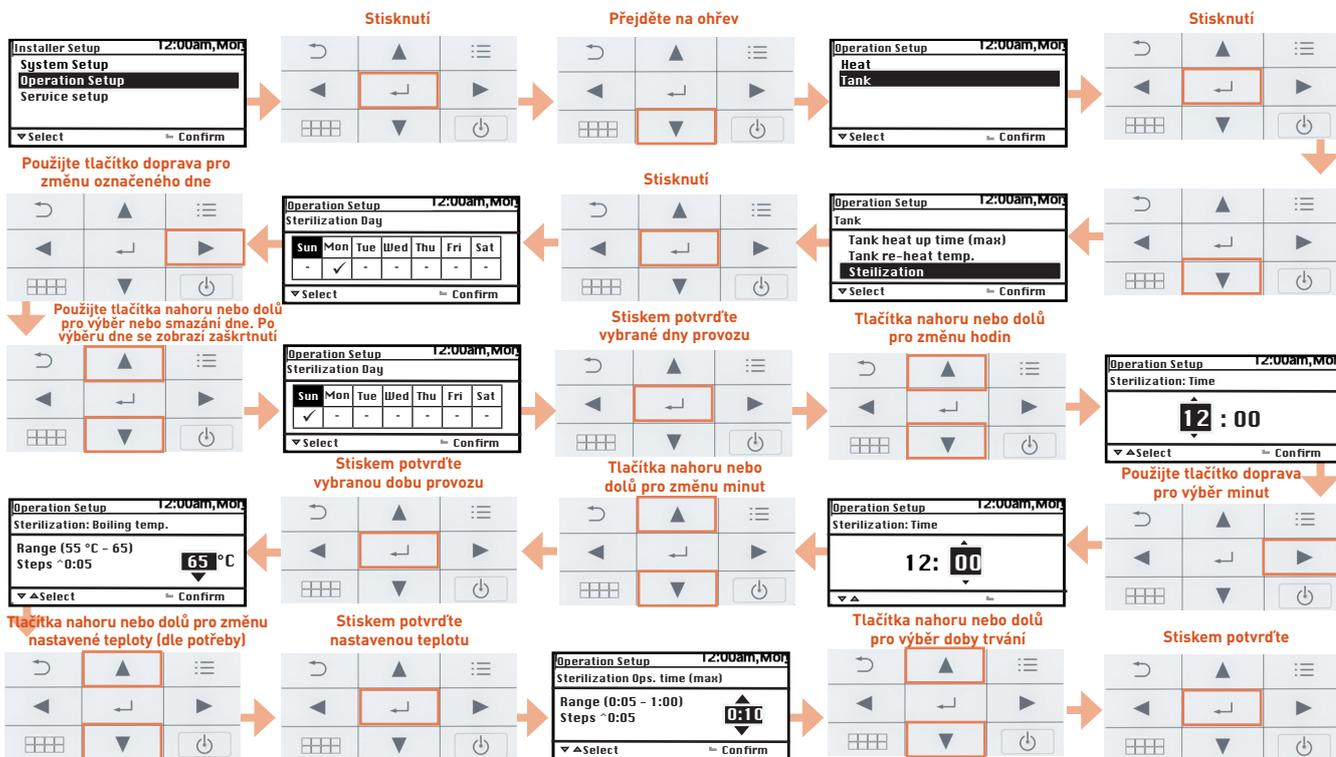 Stisknutí
Přejděte na ohřev
Stisknutí
Installer Setup 12:00am,Mon
System Setup
Operation Setup
Service setup
▼Select Confirm
Operation Setup 12:00am,Mon
Heat
Tank
▼Select Confirm
Použijte tlačítko doprava pro
změnu označeného dne
Stisknutí
Operation Setup 12:00am,Mon
Sterilization Day
Sun Mon Tue Wed Thu Fri Sat
- ✓ - - - - -
▼Select Confirm
Operation Setup 12:00am,Mon
Tank
Tank heat up time (max)
Tank re-heat temp.
Steilization
▼Select Confirm
Použijte tlačítka nahoru nebo dolů
pro výběr nebo smazání dne. Po
výběru dne se zobrazí zaškrtnutí
Stiskem potvrďte
vybrané dny provozu
Tlačítka nahoru nebo dolů
pro změnu hodin
Operation Setup 12:00am,Mon
Sterilization Day
Sun Mon Tue Wed Thu Fri Sat
✓ - - - - - -
▼Select Confirm
Operation Setup 12:00am,Mon
Sterilization: Time
12 : 00
▼ ▲Select Confirm
Stiskem potvrďte
vybranou dobu provozu
Tlačítka nahoru nebo
dolů pro změnu minut
Použijte tlačítko doprava
pro výběr minut
Operation Setup 12:00am,Mon
Sterilization: Boiling temp.
Range (55 °C - 65)
Steps ^0:05
65 °C
▼ ▲Select Confirm
Operation Setup 12:00am,Mon
Sterilization: Time
12: 00
▼ ▲
Tlačítka nahoru nebo dolů pro změnu
nastavené teploty (dle potřeby)
Stiskem potvrďte
nastavenou teplotu
Tlačítka nahoru nebo dolů
pro výběr doby trvání
Stiskem potvrďte
Operation Setup 12:00am,Mon
Sterilization Ops. time (max)
Range (0:05 - 1:00)
Steps ^0:05
0:10
▼ ▲Select Confirm